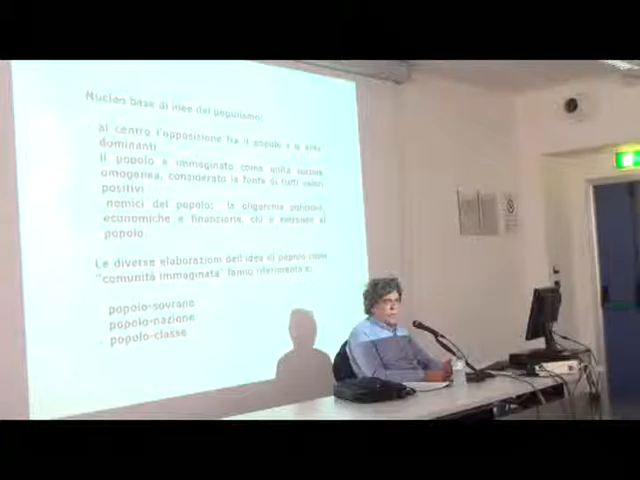 Nucleo base di idee del populismo:
al centro l'opposizione fra il popolo e le élite
dominanti
Il popolo è immaginato come unità sociale
omogenea, considerato la fonte di tutti valori
positivi
nemici del popolo: le oligarchie politiche,
economiche e finanziarie, chi è estraneo al
popolo.
Le diverse elaborazioni dell'idea di popolo come
"comunità immaginata" fanno riferimento a:
popolo-sovrano
popolo-nazione
popolo-classe